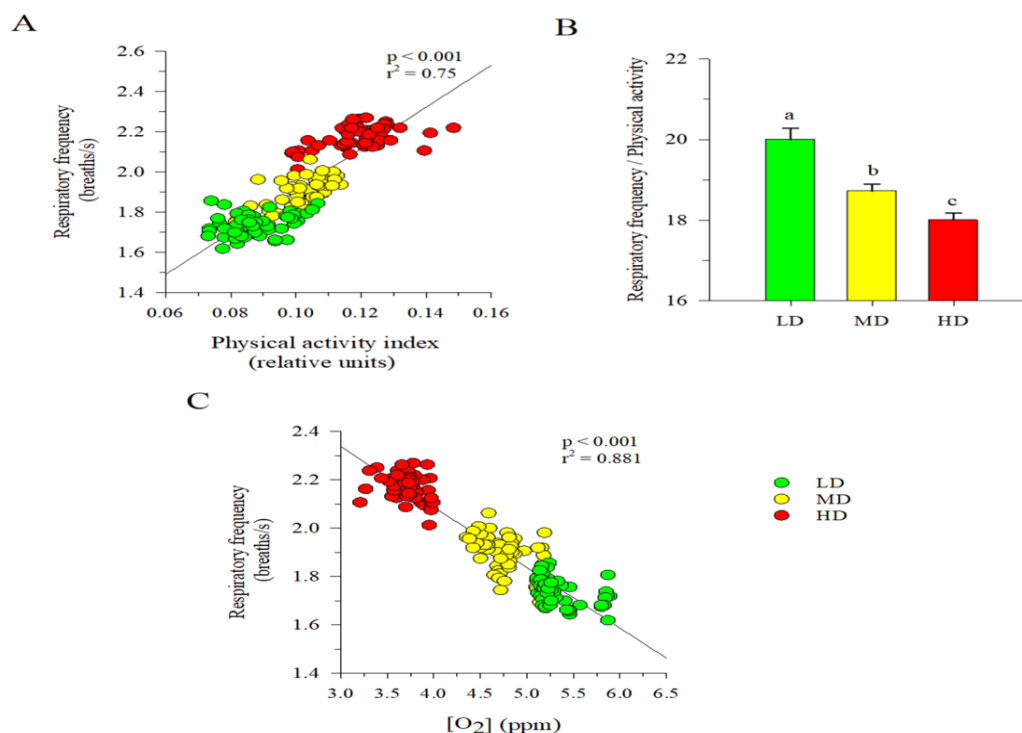 A
p < 0.001
r² = 0.75
Respiratory frequency
(breaths/s)
2.6
2.4
2.2
2.0
1.8
1.6
1.4
0.06 0.08 0.10 0.12 0.14 0.16
Physical activity index
(relative units)
B
Respiratory frequency / Physical activity
22
20
18
16
a
b
c
LD MD HD
C
p < 0.001
r² = 0.881
Respiratory frequency
(breaths/s)
2.4
2.2
2.0
1.8
1.6
1.4
3.0 3.5 4.0 4.5 5.0 5.5 6.0 6.5
[O₂] (ppm)
LD
MD
HD